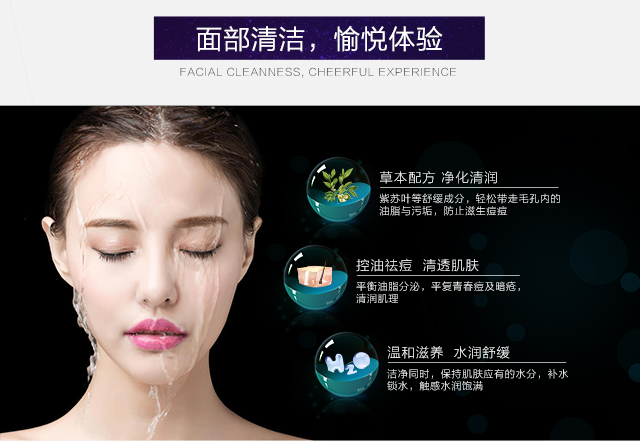 面部清洁，愉悦体验
FACIAL CLEANNESS, CHEERFUL EXPERIENCE
草本配方 净化清润
紫苏叶等舒缓成分，轻松带走毛孔内的
油脂与污垢，防止滋生痘痘
控油祛痘 清透肌肤
平衡油脂分泌，平复青春痘及暗疮，
清润肌理
H2O
温和滋养 水润舒缓
洁净同时，保持肌肤应有的水分，补水
锁水，触感水润饱满